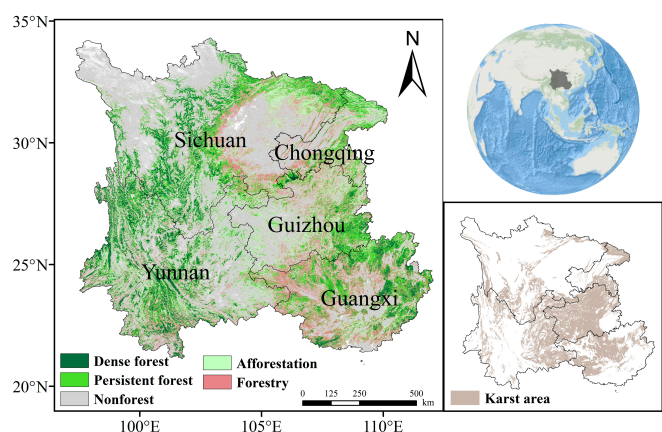 35°N
N
30°N
Sichuan
Chongqing
Guizhou
25°N
Yunnan
Guangxi
Dense forest
Afforestation
Persistent forest
Forestry
Nonforest
0 125 250 500
km
20°N
100°E 105°E 110°E
Karst area